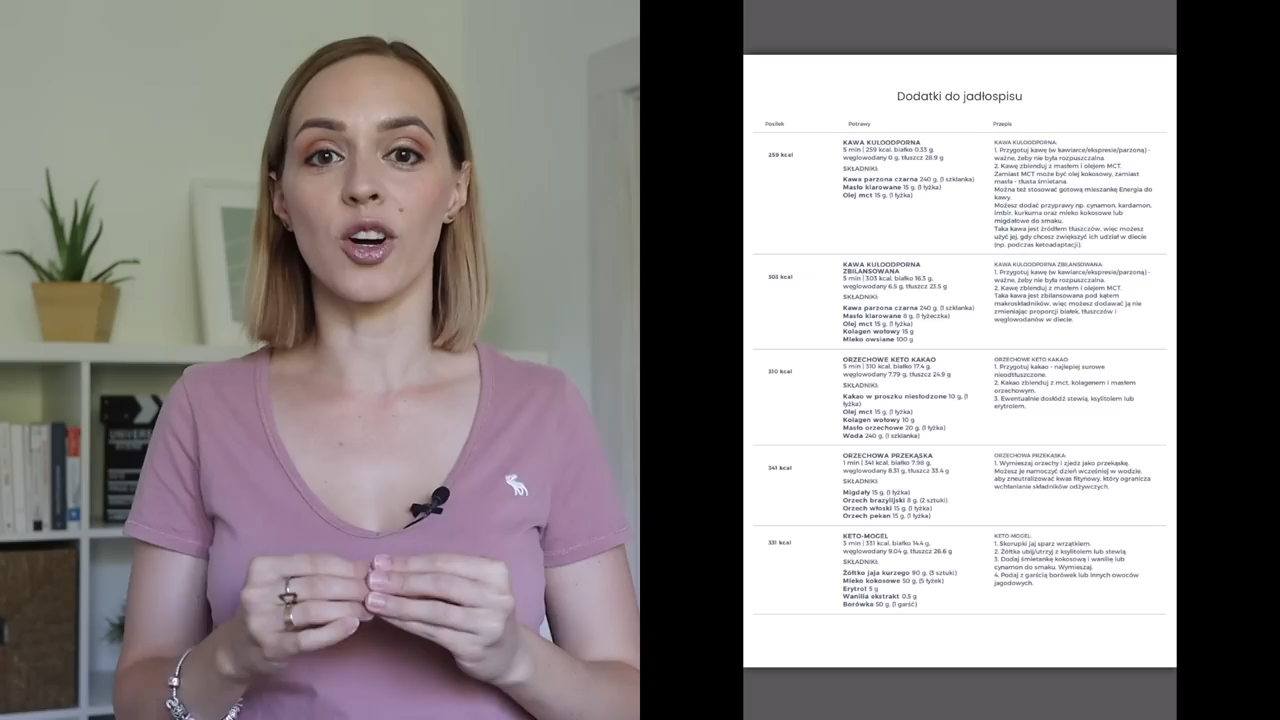 Dodatki do jadłospisu
Posiłek
Potrawy
Przepis
259 kcal
KAWA KULOODPORNA
5 min | 259 kcal, białko 0.33 g,
węglowodany 0 g, tłuszcz 28.9 g
SKŁADNIKI:
Kawa parzona czarna 240 g, (1 szklanka)
Masło klarowane 15 g, (1 łyżka)
Olej mct 15 g, (1 łyżka)
KAWA KULOODPORNA:
1. Przygotuj kawę (w kawiarce/ekspresie/parzoną) -
ważne, żeby nie była rozpuszczalna.
2. Kawę zblenduj z masłem i olejem MCT.
Zamiast MCT może być olej kokosowy, zamiast
masła - tłusta śmietana.
Można też stosować gotową mieszankę Energia do
kawy.
Możesz dodać przyprawy np. cynamon, kardamon,
imbir, kurkuma oraz mleko kokosowe lub
migdałowe do smaku.
Taka kawa jest źródłem tłuszczów, więc możesz
użyć jej, gdy chcesz zwiększyć ich udział w diecie
(np. podczas ketoadaptacji).
303 kcal
KAWA KULOODPORNA
ZBILANSOWANA
5 min | 303 kcal, białko 16.3 g,
węglowodany 6.5 g, tłuszcz 23.5 g
SKŁADNIKI:
Kawa parzona czarna 240 g, (1 szklanka)
Masło klarowane 8 g, (1 łyżeczka)
Olej mct 15 g, (1 łyżka)
Kolagen wołowy 15 g
Mleko owsiane 100 g
KAWA KULOODPORNA ZBILANSOWANA:
1. Przygotuj kawę (w kawiarce/ekspresie/parzoną) -
ważne, żeby nie była rozpuszczalna.
2. Kawę zblenduj z masłem i olejem MCT.
Taka kawa jest zbilansowana pod kątem
makroskładników, więc możesz dodawać ją nie
zmieniając proporcji białek, tłuszczów i
węglowodanów w diecie.
310 kcal
ORZECHOWE KETO KAKAO
5 min | 310 kcal, białko 17.4 g,
węglowodany 7.79 g, tłuszcz 24.9 g
SKŁADNIKI:
Kakao w proszku niesłodzone 10 g, (1
łyżka)
Olej mct 15 g, (1 łyżka)
Kolagen wołowy 10 g
Masło orzechowe 20 g, (1 łyżka)
Woda 240 g, (1 szklanka)
ORZECHOWE KETO KAKAO:
1. Przygotuj kakao - najlepiej surowe
nieodtłuszczone.
2. Kakao zblenduj z mct, kolagenem i masłem
orzechowym.
3. Ewentualnie dosłódź stewią, ksylitolem lub
erytrolem.
341 kcal
ORZECHOWA PRZEKĄSKA
1 min | 341 kcal, białko 7.98 g,
węglowodany 8.31 g, tłuszcz 33.4 g
SKŁADNIKI:
Migdały 15 g, (1 łyżka)
Orzech brazylijski 8 g, (2 sztuki)
Orzech włoski 15 g, (1 łyżka)
Orzech pekan 15 g, (1 łyżka)
ORZECHOWA PRZEKĄSKA:
1. Wymieszaj orzechy i zjedz jako przekąskę.
Możesz je namoczyć dzień wcześniej w wodzie,
aby zneutralizować kwas fitynowy, który ogranicza
wchłanianie składników odżywczych.
331 kcal
KETO-MOGEL
3 min | 331 kcal, białko 14.4 g,
węglowodany 9.04 g, tłuszcz 26.6 g
SKŁADNIKI:
Żółtko jaja kurzego 90 g, (3 sztuki)
Mleko kokosowe 50 g, (5 łyżek)
Erytrol 5 g
Wanilia ekstrakt 0.5 g
Borówka 50 g, (1 garść)
KETO-MOGEL:
1. Skorupki jaj sparz wrzątkiem.
2. Żółtka ubij/utrzyj z ksylitolem lub stewią.
3. Dodaj śmietankę kokosową i wanilię lub
cynamon do smaku. Wymieszaj.
4. Podaj z garścią borówek lub innych owoców
jagodowych.